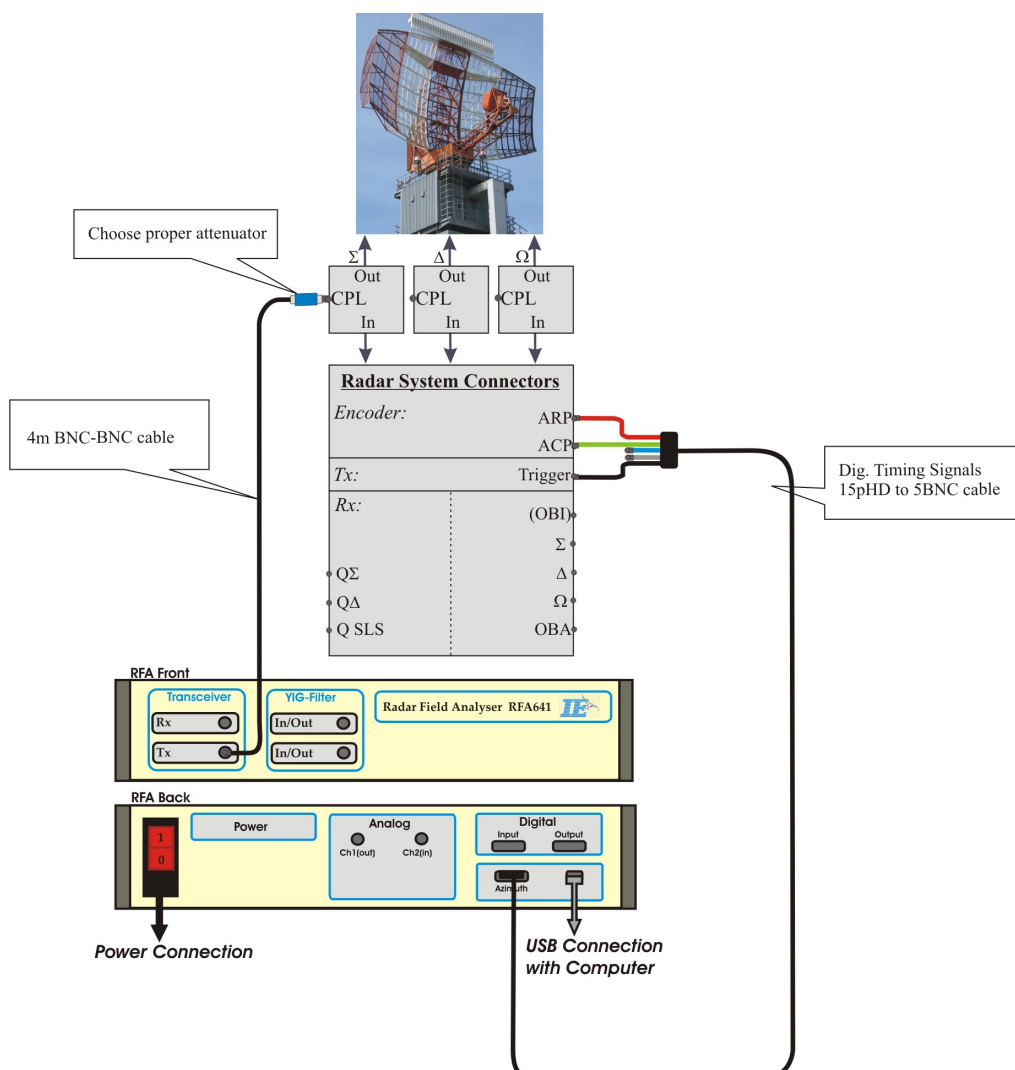 Choose proper attenuator
Σ
Δ
Ω
Out
Out
Out
CPL
CPL
CPL
In
In
In
Radar System Connectors
Encoder:
ARP
ACP
4m BNC-BNC cable
Tx:
Trigger
Dig. Timing Signals
15pHD to 5BNC cable
Rx:
(OBI)
Σ
QΣ
Δ
QΔ
Ω
Q SLS
OBA
RFA Front
Transceiver
YIG-Filter
Rx
In/Out
Radar Field Analyser RFA641
IE
Tx
In/Out
RFA Back
1
0
Power
Analog
Ch1(out)
Ch2(in)
Digital
Input
Output
Azimuth
Power Connection
USB Connection
with Computer